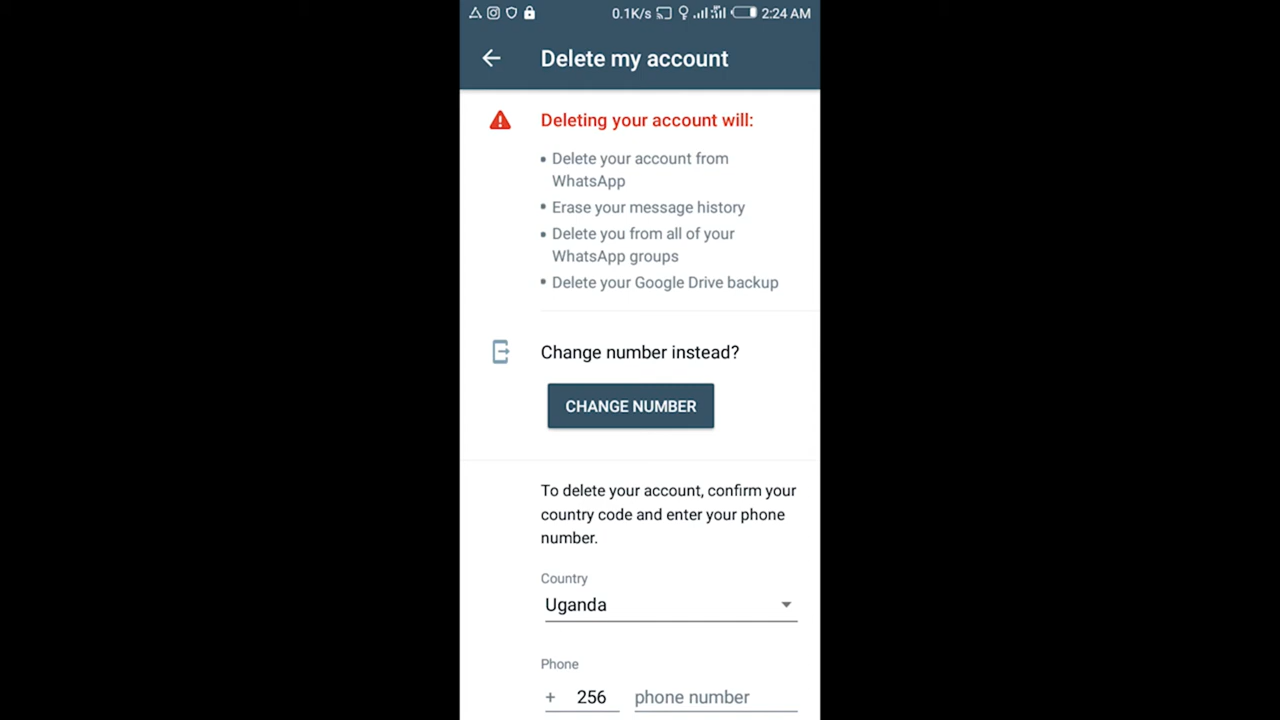 0.1K/s 2:24 AM
Delete my account
Deleting your account will:
• Delete your account from
WhatsApp
• Erase your message history
• Delete you from all of your
WhatsApp groups
• Delete your Google Drive backup
Change number instead?
CHANGE NUMBER
To delete your account, confirm your
country code and enter your phone
number.
Country
Uganda
Phone
+ 256 phone number